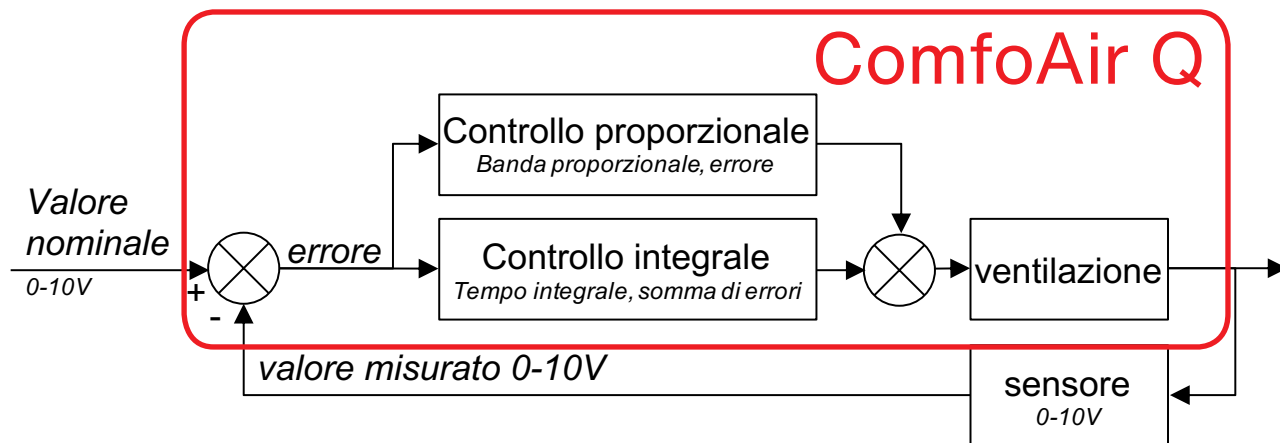 ComfoAir Q
Controllo proporzionale
Banda proporzionale, errore
Valore
nominale
0-10V
+
-
errore
Controllo integrale
Tempo integrale, somma di errori
ventilazione
valore misurato 0-10V
sensore
0-10V